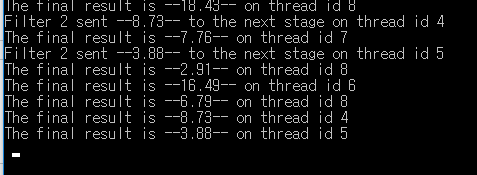 The final result is --18.43-- on thread id 8
Filter 2 sent --8.73-- to the next stage on thread id 4
The final result is --7.76-- on thread id 7
Filter 2 sent --3.88-- to the next stage on thread id 5
The final result is --2.91-- on thread id 8
The final result is --16.49-- on thread id 6
The final result is --6.79-- on thread id 8
The final result is --8.73-- on thread id 4
The final result is --3.88-- on thread id 5